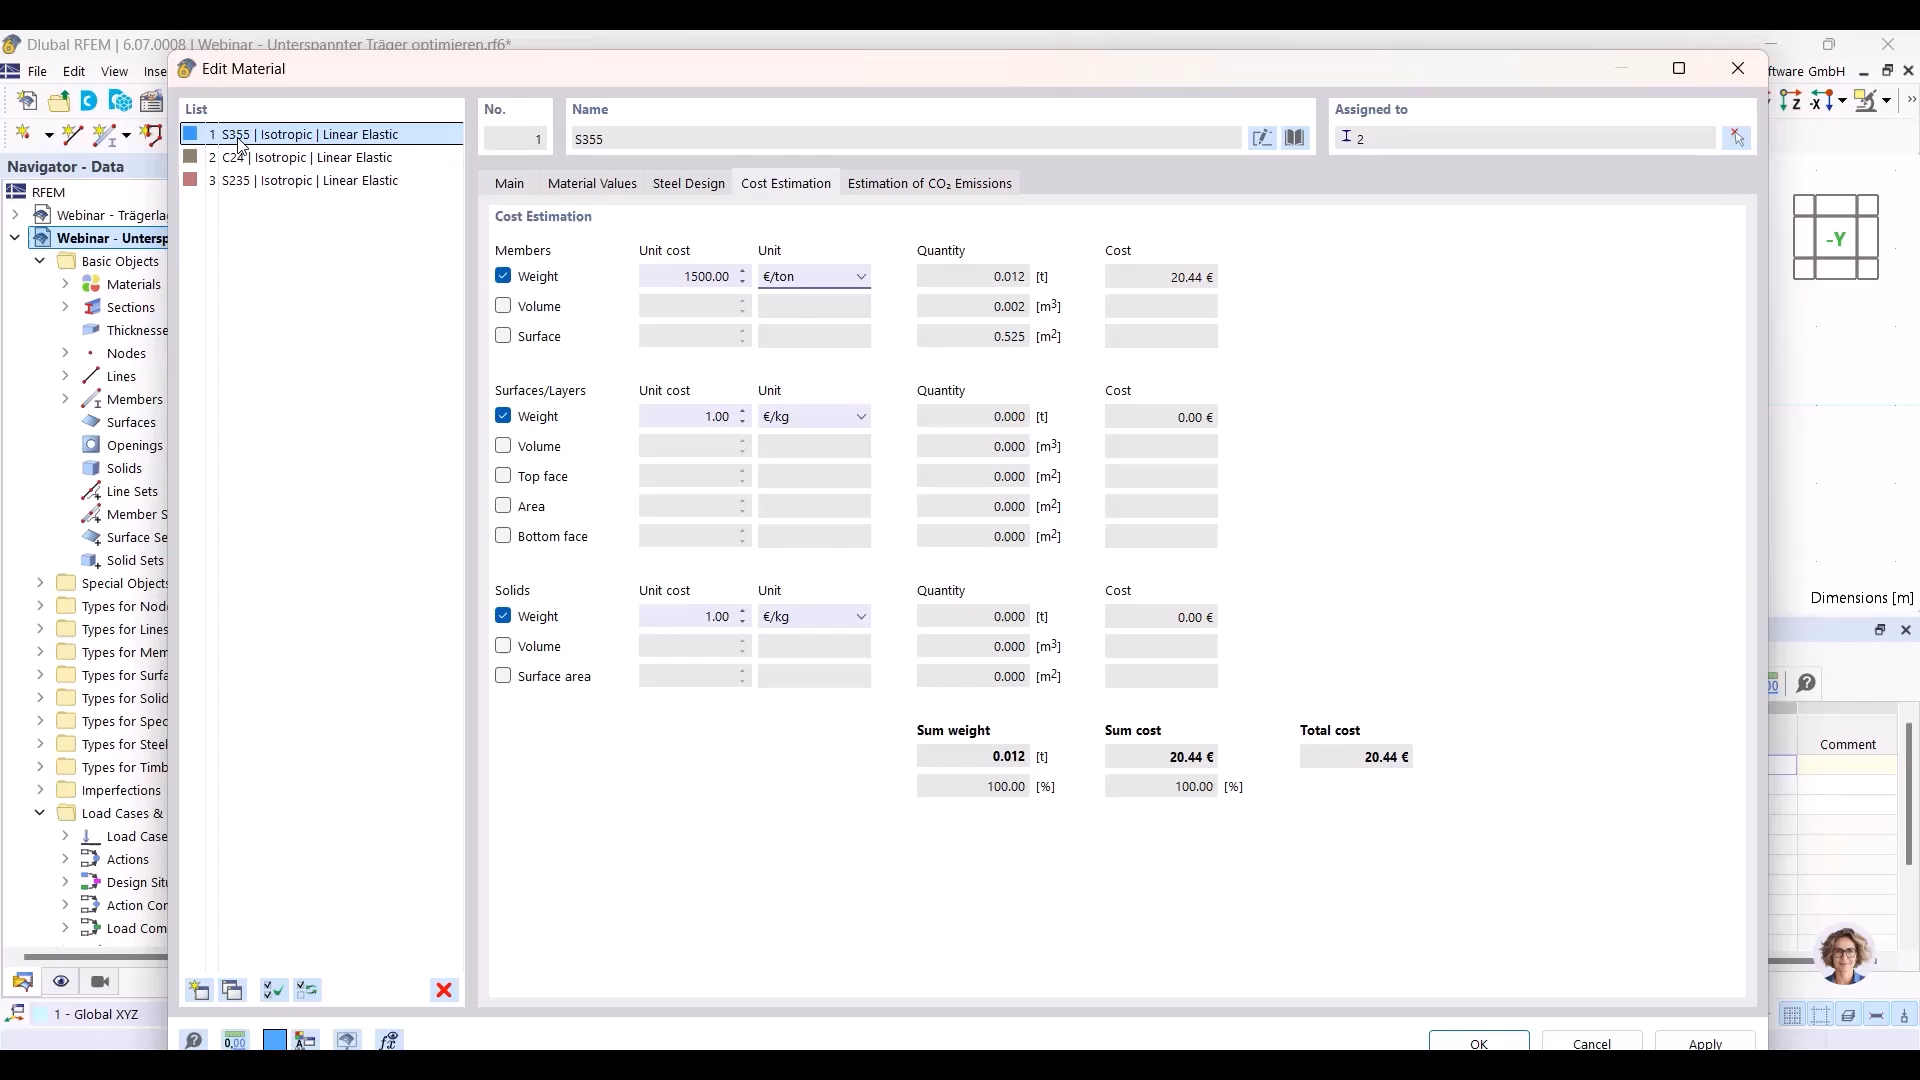 Dlubal RFEM | 6.07.0008 | Webinar - Unterspannter Träger optimieren.rf6*
File Edit View Inse
ftware GmbH
Edit Material
List
1 S355 | Isotropic | Linear Elastic
2 C24 | Isotropic | Linear Elastic
3 S235 | Isotropic | Linear Elastic
No.
1
Name
S355
Assigned to
2
Navigator - Data
RFEM
Webinar - Trägerla
Webinar - Untersp
Basic Objects
Materials
Sections
Thicknesse
Nodes
Lines
Members
Surfaces
Openings
Solids
Line Sets
Member S
Surface Se
Solid Sets
Special Objects
Types for Nod
Types for Lines
Types for Mem
Types for Surfa
Types for Solid
Types for Spec
Types for Steel
Types for Timb
Imperfections
Load Cases &
Load Case
Actions
Design Situ
Action Con
Load Com
1 - Global XYZ
Main Material Values Steel Design Cost Estimation Estimation of CO₂ Emissions
Cost Estimation
Members Unit cost Unit Quantity Cost
Weight 1500.00 €/ton 0.012 [t] 20.44 €
Volume 0.002 [m3]
Surface 0.525 [m2]
Surfaces/Layers Unit cost Unit Quantity Cost
Weight 1.00 €/kg 0.000 [t] 0.00 €
Volume 0.000 [m3]
Top face 0.000 [m2]
Area 0.000 [m2]
Bottom face 0.000 [m2]
Solids Unit cost Unit Quantity Cost
Weight 1.00 €/kg 0.000 [t] 0.00 €
Volume 0.000 [m3]
Surface area 0.000 [m2]
Sum weight Sum cost Total cost
0.012 [t] 20.44 € 20.44 €
100.00 [%] 100.00 [%]
OK Cancel Apply
-Y
Dimensions [m]
Comment